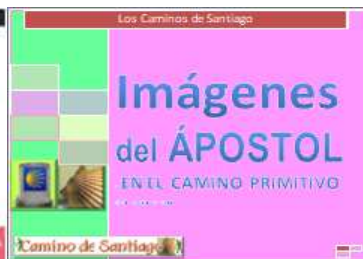 Los Caminos de Santiago
Imágenes
del ÁPOSTOL
EN EL CAMINO PRIMITIVO
Camino de Santiago